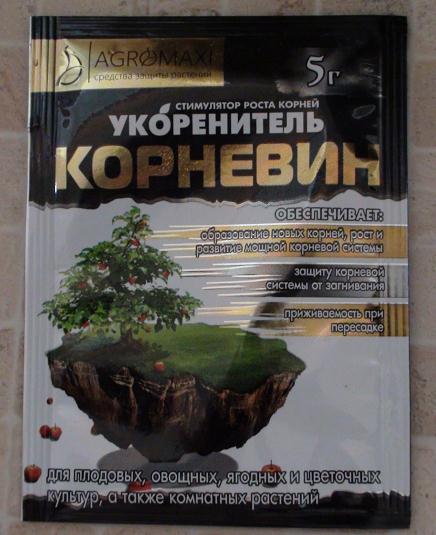 AGROMAXI
средства защиты растений
5г
СТИМУЛЯТОР РОСТА КОРНЕЙ
УКОРЕНИТЕЛЬ
КОРНЕВИН
ОБЕСПЕЧИВАЕТ:
образование новых корней, рост и
развитие мощной корневой системы
защиту корневой
системы от загнивания
приживаемость при
пересадке
для плодовых, овощных, ягодных и цветочных
культур, а также комнатных растений